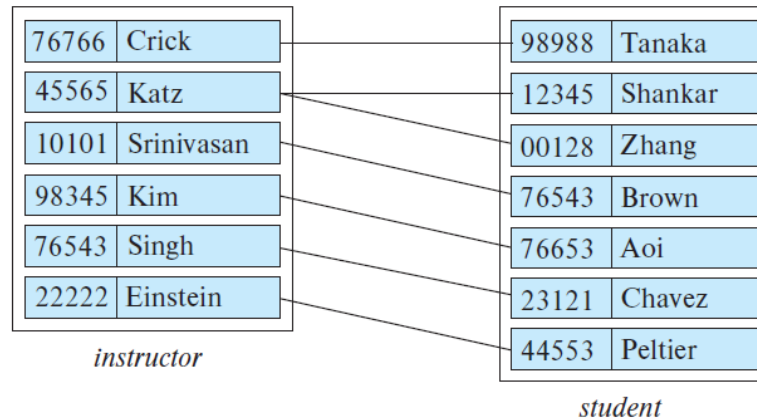 76766 Crick
45565 Katz
10101 Srinivasan
98345 Kim
76543 Singh
22222 Einstein
instructor
98988 Tanaka
12345 Shankar
00128 Zhang
76543 Brown
76653 Aoi
23121 Chavez
44553 Peltier
student